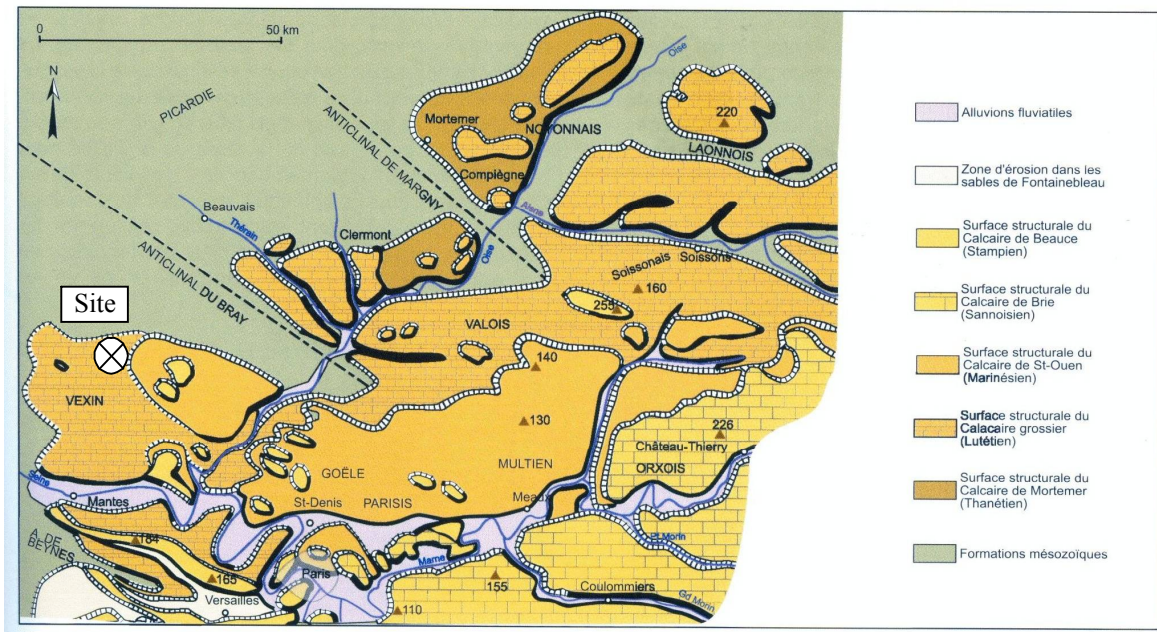 0 50 km
N
PICARDIE
ANTICLINAL DE MARGNY
Mortemer
NOYONNAIS
Oise
220
LAONNOIS
Compiègne
Beauvais
Thérain
Clermont
Aisne
Oise
ANTICLINAL DU BRAY
Soissonais
Soissons
160
255
Site
VALOIS
140
VEXIN
130
226
Château-Thierry
GOËLE
MULTIEN
ORXOIS
Seine
Mantes
St-Denis
PARISIS
Meaux
A. DE BEYNES
184
Pt Morin
Marne
165
Paris
155
Coulommiers
Versailles
110
Gd Morin
Alluvions fluviatiles
Zone d'érosion dans les
sables de Fontainebleau
Surface structurale du
Calcaire de Beauce
(Stampien)
Surface structurale du
Calcaire de Brie
(Sannoisien)
Surface structurale du
Calcaire de St-Ouen
(Marinésien)
Surfac structurale du
Calacaire grossier
(Lutétien)
Surface structurale du
Calcaire de Mortemer
(Thanétien)
Formations mésozoïques